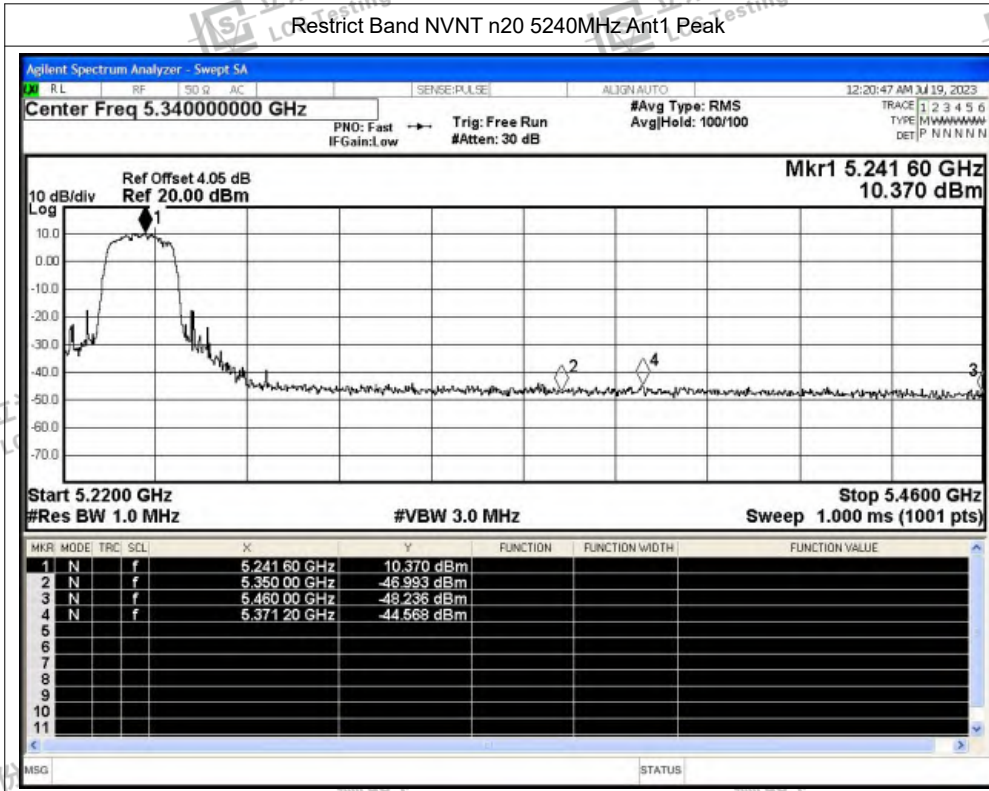 Restrict Band NVNT n20 5240MHz Ant1 Peak
Agilent Spectrum Analyzer - Swept SA
RL RF 50 Ω AC SENSE:PULSE ALIGN AUTO 12:20:47 AM Jul 19, 2023
Center Freq 5.340000000 GHz #Avg Type: RMS TRACE 1 2 3 4 5 6
PNO: Fast Trig: Free Run Avg|Hold: 100/100 TYPE M WWWWW
IFGain:Low #Atten: 30 dB DET P N N N N N
Mkr1 5.241 60 GHz
Ref Offset 4.05 dB
10 dB/div Ref 20.00 dBm 10.370 dBm
Log
1
10.0
0.00
-10.0
-20.0
-30.0
2 4 3
-40.0
-50.0
-60.0
-70.0
Start 5.2200 GHz Stop 5.4600 GHz
#Res BW 1.0 MHz #VBW 3.0 MHz Sweep 1.000 ms (1001 pts)
MKR MODE TRC SCL X Y FUNCTION FUNCTION WIDTH FUNCTION VALUE
1 N f 5.241 60 GHz 10.370 dBm
2 N f 5.350 00 GHz -46.993 dBm
3 N f 5.460 00 GHz -48.236 dBm
4 N f 5.371 20 GHz -44.568 dBm
5
6
7
8
9
10
11
MSG STATUS